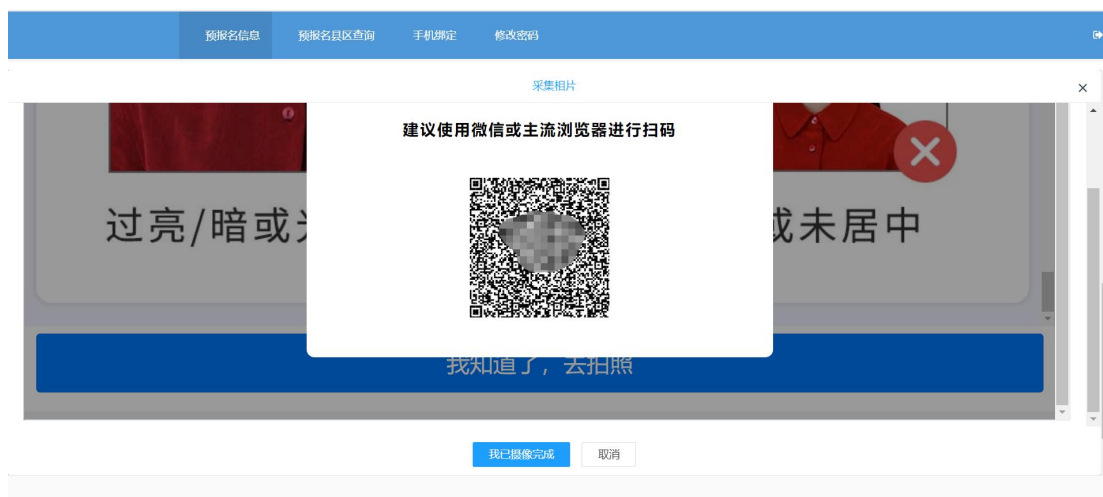 预报名信息 预报名县区查询 手机绑定 修改密码
采集相片
建议使用微信或主流浏览器进行扫码
过亮/暗或 未居中
我知道了，去拍照
我已摄像完成 取消